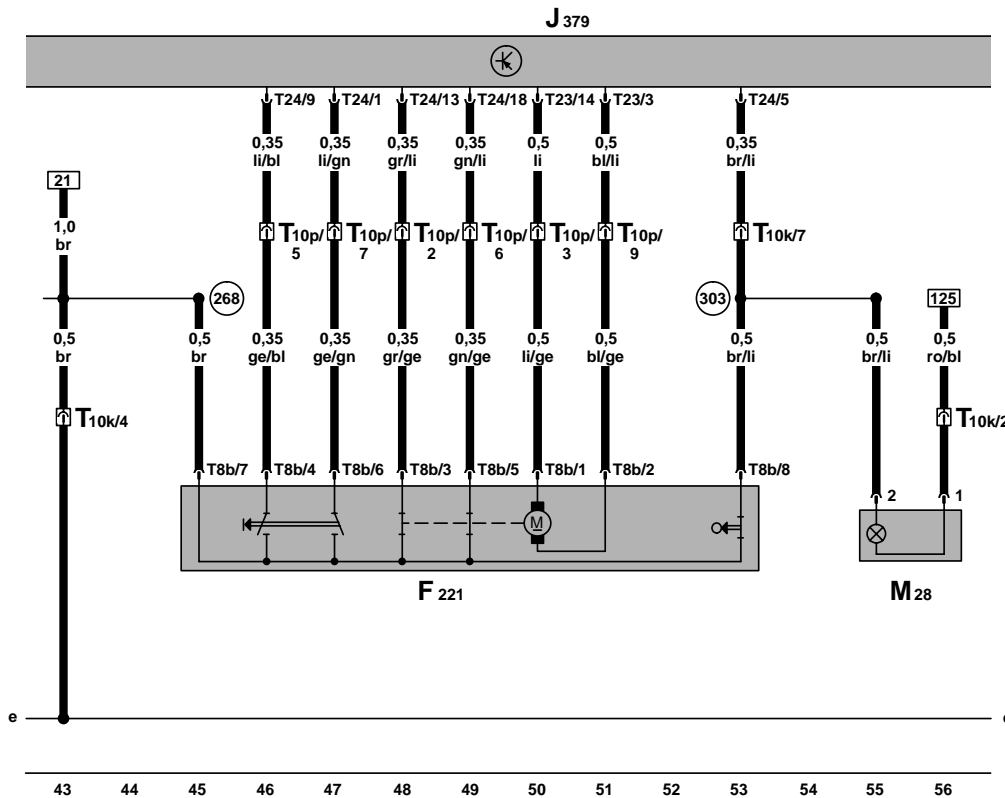 J 379
T24/9 T24/1 T24/13 T24/18 T23/14 T23/3 T24/5
0,35 0,35 0,35 0,35 0,5 0,5 0,35
li/bl li/gn gr/li gn/li li bl/li br/li
21
1,0
br
T10p/ T10p/ T10p/ T10p/ T10p/ T10p/ T10k/7
5 7 2 6 3 9
268 303 125
0,5 0,5 0,35 0,35 0,35 0,35 0,5 0,5 0,5 0,5 0,5
br br ge/bl ge/gn gr/ge gn/ge li/ge bl/ge br/li br/li ro/bl
T10k/4 T10k/2
T8b/7 T8b/4 T8b/6 T8b/3 T8b/5 T8b/1 T8b/2 T8b/8
2 1
M
F 221 M 28
e
43 44 45 46 47 48 49 50 51 52 53 54 55 56